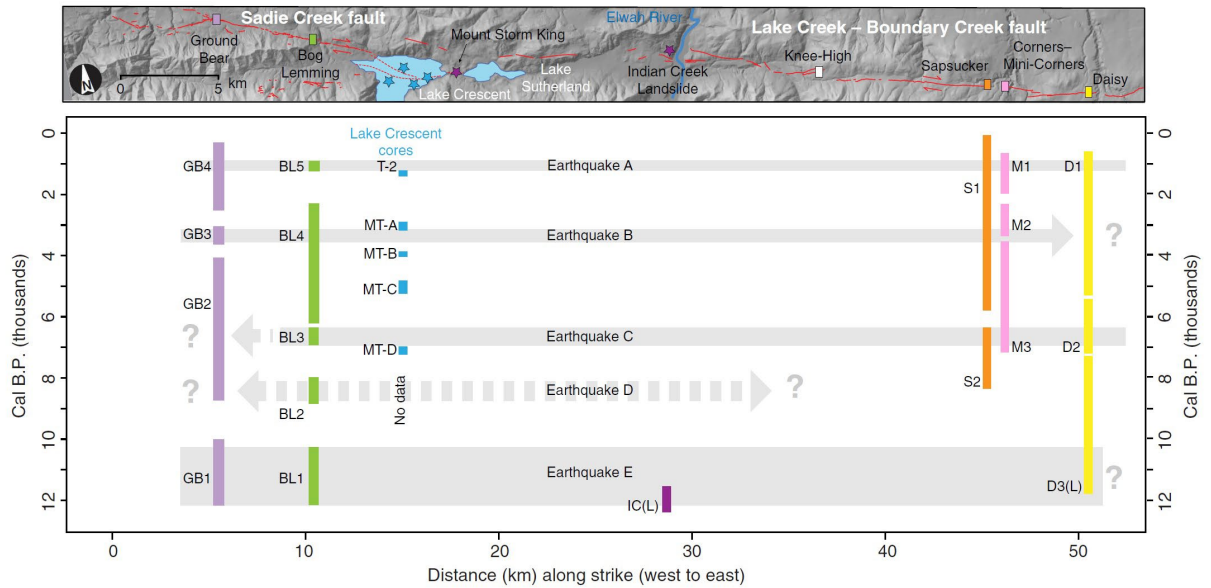 Sadie Creek fault
Elwah River
Lake Creek – Boundary Creek fault
Ground
Bear
Bog
Lemming
Mount Storm King
Lake
Sutherland
Lake Crescent
Indian Creek
Landslide
Knee-High
Sapsucker
Corners–
Mini-Corners
Daisy
N
0 5 km
Lake Crescent
cores
0 0
GB4 BL5 T-2 Earthquake A S1 M1 D1
2 2
MT-A M2
GB3 BL4 Earthquake B ?
MT-B
4 4
GB2 MT-C
6 6
? BL3 Earthquake C
MT-D M3 D2
8 S2 8
? No data Earthquake D ?
BL2
10 10
GB1 BL1 Earthquake E ?
D3(L)
12 IC(L) 12
Cal B.P. (thousands)
Cal B.P. (thousands)
0 10 20 30 40 50
Distance (km) along strike (west to east)